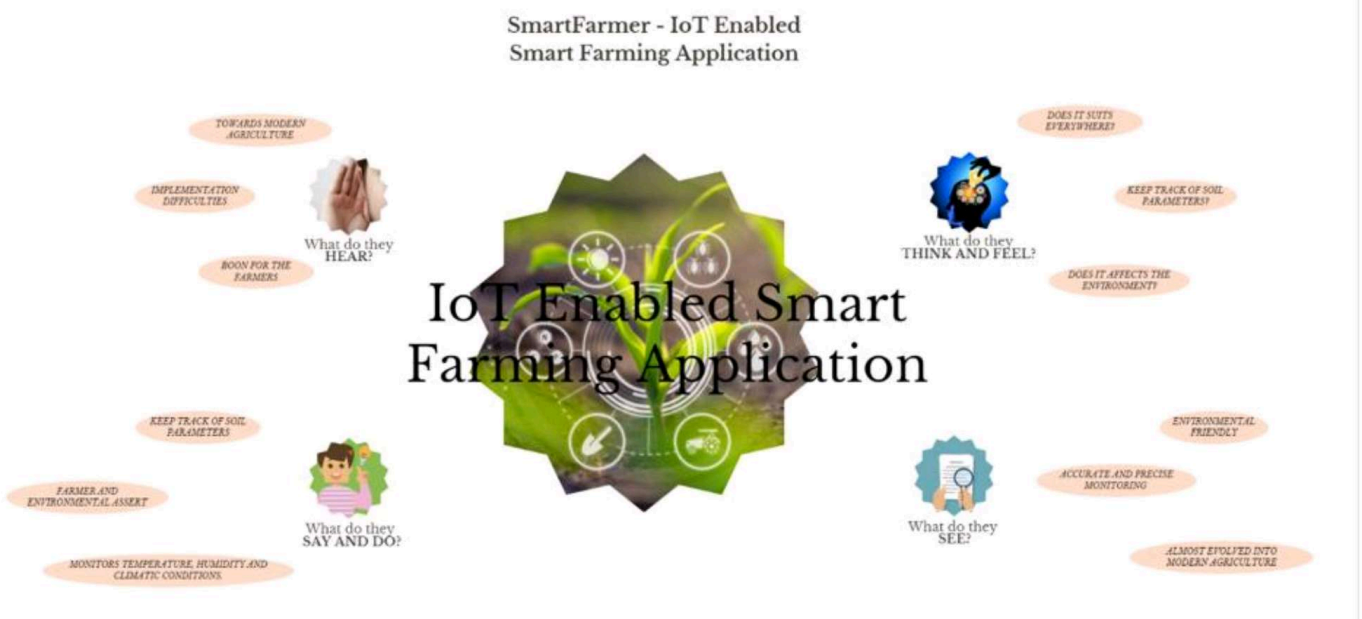 SmartFarmer - IoT Enabled
Smart Farming Application
TOWARDS MODERN
AGRICULTURE
IMPLEMENTATION
DIFFICULTIES
BOON FOR THE
FARMERS
What do they
HEAR?
DOES IT SUITS
EVERYWHERE?
KEEP TRACK OF SOIL
PARAMETERS?
DOES IT AFFECTS THE
ENVIRONMENT?
What do they
THINK AND FEEL?
IoT Enabled Smart
Farming Application
KEEP TRACK OF SOIL
PARAMETERS
FARMER AND
ENVIRONMENTAL ASSERT
MONITORS TEMPERATURE, HUMIDITY AND
CLIMATIC CONDITIONS.
What do they
SAY AND DO?
ENVIRONMENTAL
FRIENDLY
ACCURATE AND PRECISE
MONITORING
ALMOST EVOLVED INTO
MODERN AGRICULTURE
What do they
SEE?